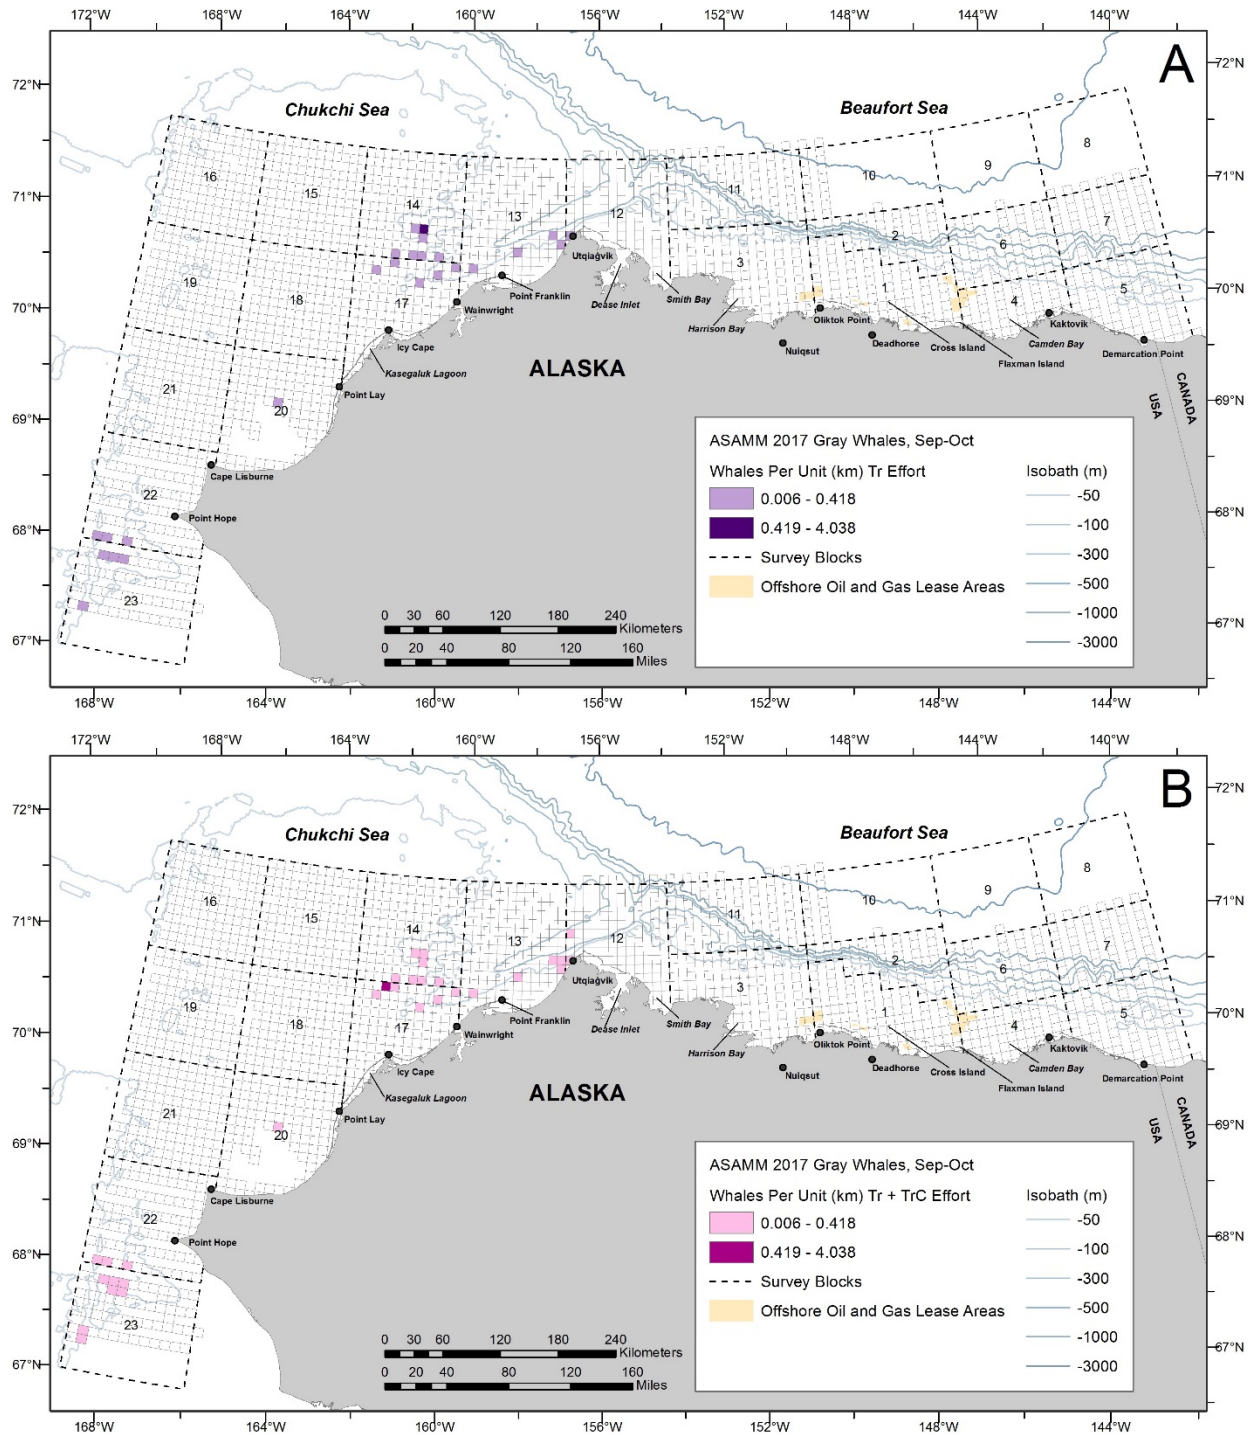 172°W 168°W 164°W 160°W 156°W 152°W 148°W 144°W 140°W
A
72°N 72°N
Chukchi Sea Beaufort Sea
8
9
71°N 16 15 14 13 12 11 10 7 71°N
2 6
Utqiaġvik 3
19 18 17 Point Franklin Dease Inlet Smith Bay 1 4 5
70°N Wainwright Harrison Bay Oliktok Point Kaktovik 70°N
Icy Cape Nuiqsut Deadhorse Cross Island Camden Bay Demarcation Point
Kasegaluk Lagoon ALASKA Flaxman Island
21 Point Lay USA CANADA
69°N 20 69°N
Cape Lisburne
22
Point Hope
68°N 68°N
23
67°N 67°N
ASAMM 2017 Gray Whales, Sep-Oct
Whales Per Unit (km) Tr Effort Isobath (m)
0.006 - 0.418 -50
0.419 - 4.038 -100
Survey Blocks -300
Offshore Oil and Gas Lease Areas -500
-1000
-3000
0 30 60 120 180 240
Kilometers
0 20 40 80 120 160
Miles
168°W 164°W 160°W 156°W 152°W 148°W 144°W
172°W 168°W 164°W 160°W 156°W 152°W 148°W 144°W 140°W
B
72°N 72°N
Chukchi Sea Beaufort Sea
8
9
71°N 16 15 14 13 12 11 10 7 71°N
2 6
Utqiaġvik 3
19 18 17 Point Franklin Dease Inlet Smith Bay 1 4 5
70°N Wainwright Harrison Bay Oliktok Point Kaktovik 70°N
Icy Cape Nuiqsut Deadhorse Cross Island Camden Bay Demarcation Point
Kasegaluk Lagoon ALASKA Flaxman Island
21 Point Lay USA CANADA
69°N 20 69°N
Cape Lisburne
22
Point Hope
68°N 68°N
23
67°N 67°N
ASAMM 2017 Gray Whales, Sep-Oct
Whales Per Unit (km) Tr + TrC Effort Isobath (m)
0.006 - 0.418 -50
0.419 - 4.038 -100
Survey Blocks -300
Offshore Oil and Gas Lease Areas -500
-1000
-3000
0 30 60 120 180 240
Kilometers
0 20 40 80 120 160
Miles
168°W 164°W 160°W 156°W 152°W 148°W 144°W